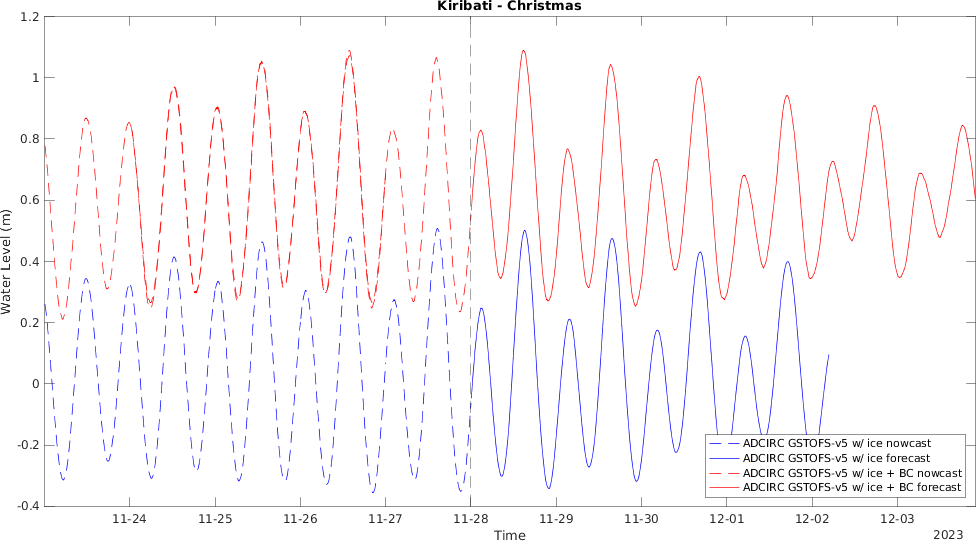 Kiribati - Christmas
1.2
1
0.8
0.6
0.4
0.2
0
-0.2
-0.4
Water Level (m)
ADCIRC GSTOFS-v5 w/ ice nowcast
ADCIRC GSTOFS-v5 w/ ice forecast
ADCIRC GSTOFS-v5 w/ ice + BC nowcast
ADCIRC GSTOFS-v5 w/ ice + BC forecast
11-24 11-25 11-26 11-27 11-28 11-29 11-30 12-01 12-02 12-03
Time
2023